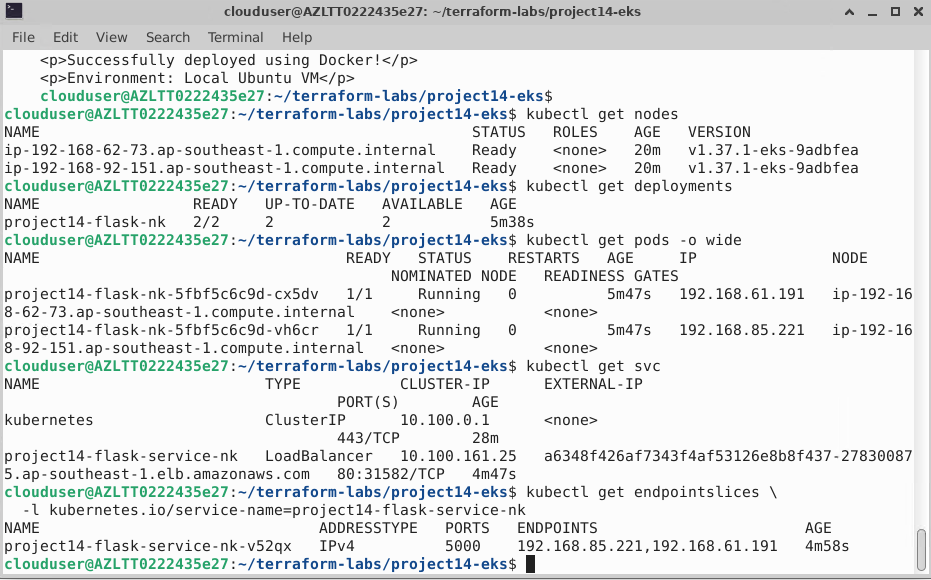 clouduser@AZLTT0222435e27: ~/terraform-labs/project14-eks
File Edit View Search Terminal Help
    <p>Successfully deployed using Docker!</p>
    <p>Environment: Local Ubuntu VM</p>
    clouduser@AZLTT0222435e27:~/terraform-labs/project14-eks$
clouduser@AZLTT0222435e27:~/terraform-labs/project14-eks$ kubectl get nodes
NAME                                                STATUS   ROLES    AGE   VERSION
ip-192-168-62-73.ap-southeast-1.compute.internal    Ready    <none>   20m   v1.37.1-eks-9adbfea
ip-192-168-92-151.ap-southeast-1.compute.internal   Ready    <none>   20m   v1.37.1-eks-9adbfea
clouduser@AZLTT0222435e27:~/terraform-labs/project14-eks$ kubectl get deployments
NAME                 READY   UP-TO-DATE   AVAILABLE   AGE
project14-flask-nk   2/2     2            2           5m38s
clouduser@AZLTT0222435e27:~/terraform-labs/project14-eks$ kubectl get pods -o wide
NAME                                  READY   STATUS    RESTARTS   AGE     IP               NODE
                                           NOMINATED NODE   READINESS GATES
project14-flask-nk-5fbf5c6c9d-cx5dv   1/1     Running   0          5m47s   192.168.61.191   ip-192-16
8-62-73.ap-southeast-1.compute.internal    <none>           <none>
project14-flask-nk-5fbf5c6c9d-vh6cr   1/1     Running   0          5m47s   192.168.85.221   ip-192-16
8-92-151.ap-southeast-1.compute.internal   <none>           <none>
clouduser@AZLTT0222435e27:~/terraform-labs/project14-eks$ kubectl get svc
NAME                         TYPE           CLUSTER-IP      EXTERNAL-IP
                                     PORT(S)        AGE
kubernetes                   ClusterIP      10.100.0.1      <none>
                                     443/TCP        28m
project14-flask-service-nk   LoadBalancer   10.100.161.25   a6348f426af7343f4af53126e8b8f437-27830087
5.ap-southeast-1.elb.amazonaws.com   80:31582/TCP   4m47s
clouduser@AZLTT0222435e27:~/terraform-labs/project14-eks$ kubectl get endpointslices \
  -l kubernetes.io/service-name=project14-flask-service-nk
NAME                               ADDRESSTYPE   PORTS   ENDPOINTS                       AGE
project14-flask-service-nk-v52qx   IPv4          5000    192.168.85.221,192.168.61.191   4m58s
clouduser@AZLTT0222435e27:~/terraform-labs/project14-eks$